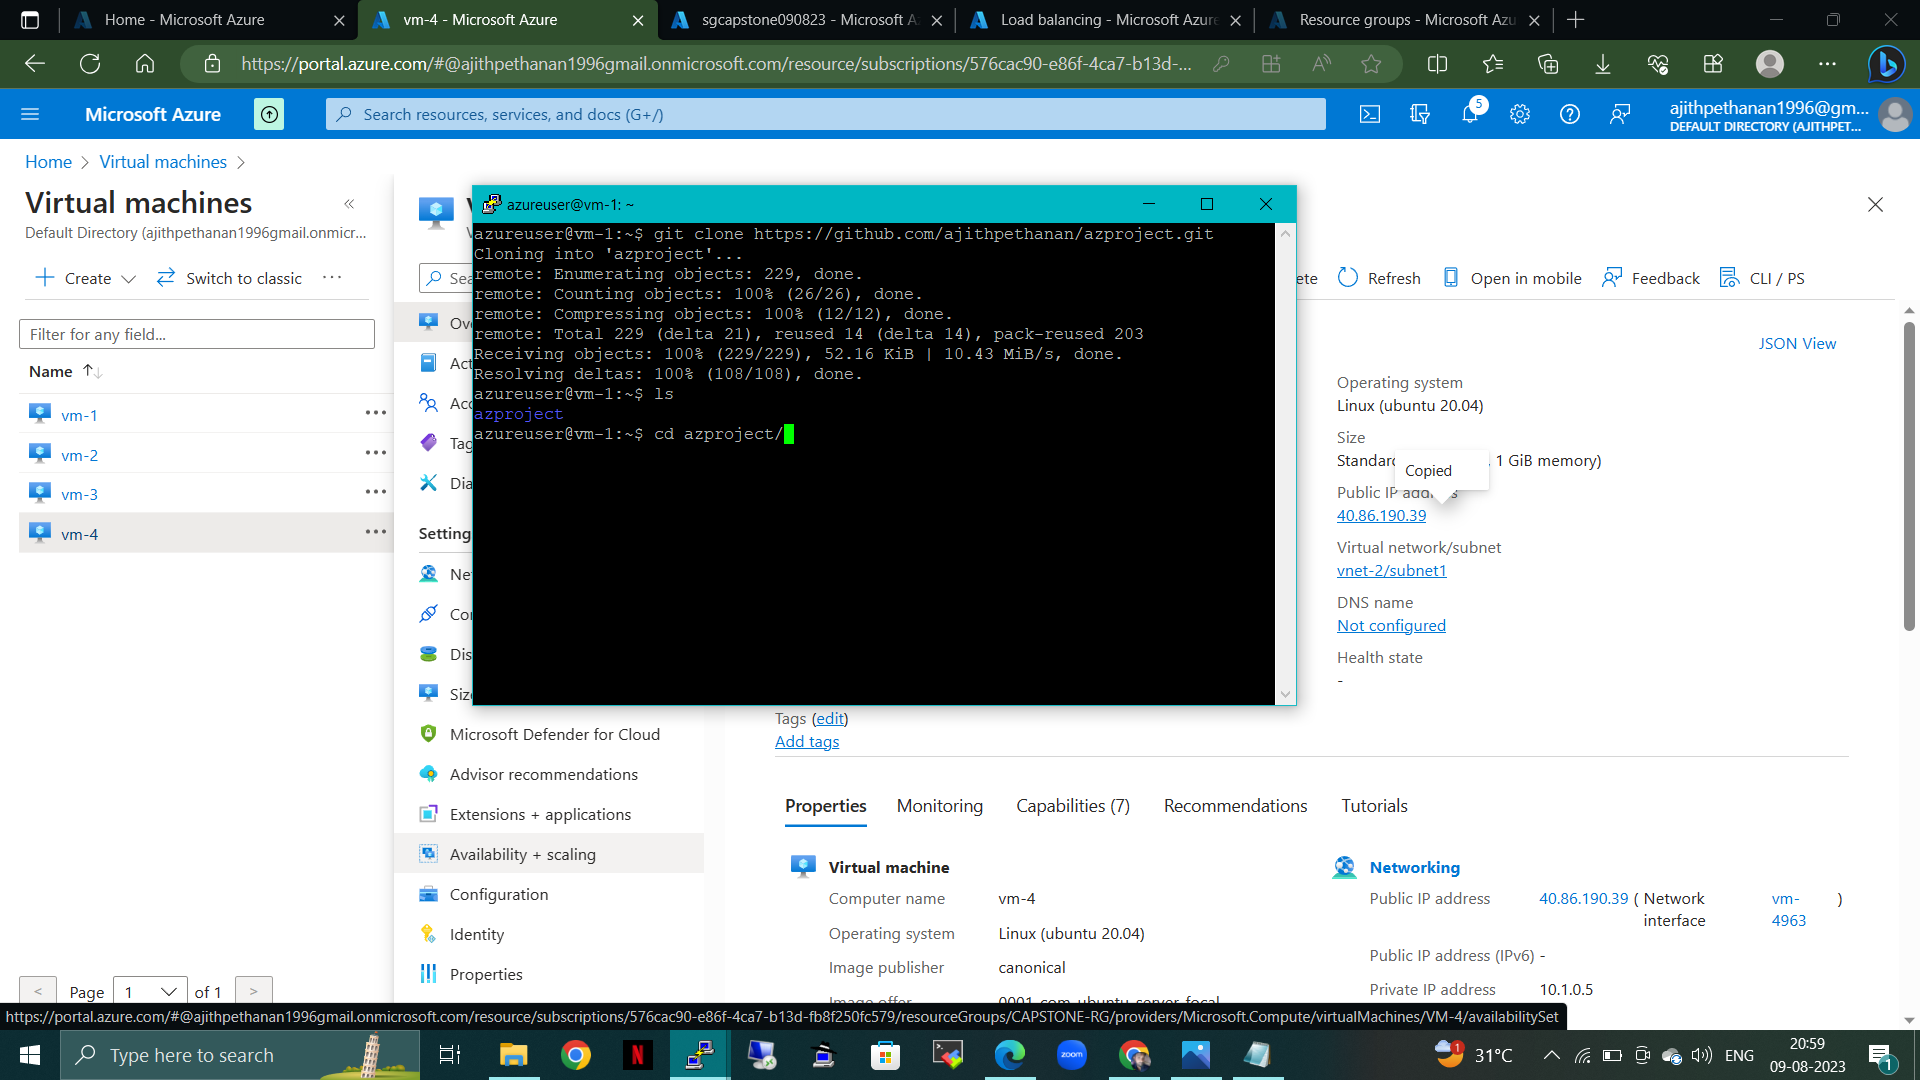 Home - Microsoft Azure
vm-4 - Microsoft Azure
sgcapstone090823 - Microsoft A
Load balancing - Microsoft Azure
Resource groups - Microsoft Azu
https://portal.azure.com/#@ajithpethanan1996gmail.onmicrosoft.com/resource/subscriptions/576cac90-e86f-4ca7-b13d-...
Microsoft Azure
Search resources, services, and docs (G+/)
5
ajithpethanan1996@gm...
DEFAULT DIRECTORY (AJITHPET...
Home > Virtual machines >
Virtual machines
Default Directory (ajithpethanan1996gmail.onmicr...
Create
Switch to classic
Filter for any field...
Name
vm-1
vm-2
vm-3
vm-4
< Page 1 of 1 >
Sea
Ov
Act
Acc
Tag
Dia
Setting
Ne
Co
Dis
Siz
Microsoft Defender for Cloud
Advisor recommendations
Extensions + applications
Availability + scaling
Configuration
Identity
Properties
azureuser@vm-1: ~
azureuser@vm-1:~$ git clone https://github.com/ajithpethanan/azproject.git
Cloning into 'azproject'...
remote: Enumerating objects: 229, done.
remote: Counting objects: 100% (26/26), done.
remote: Compressing objects: 100% (12/12), done.
remote: Total 229 (delta 21), reused 14 (delta 14), pack-reused 203
Receiving objects: 100% (229/229), 52.16 KiB | 10.43 MiB/s, done.
Resolving deltas: 100% (108/108), done.
azureuser@vm-1:~$ ls
azproject
azureuser@vm-1:~$ cd azproject/
ete
Refresh
Open in mobile
Feedback
CLI / PS
JSON View
Operating system
Linux (ubuntu 20.04)
Size
Standard , 1 GiB memory)
Copied
Public IP address
40.86.190.39
Virtual network/subnet
vnet-2/subnet1
DNS name
Not configured
Health state
-
Tags (edit)
Add tags
Properties
Monitoring
Capabilities (7)
Recommendations
Tutorials
Virtual machine
Computer name vm-4
Operating system Linux (ubuntu 20.04)
Image publisher canonical
Image offer 0001-com-ubuntu-server-focal
Networking
Public IP address 40.86.190.39 ( Network interface vm-4963 )
Public IP address (IPv6) -
Private IP address 10.1.0.5
https://portal.azure.com/#@ajithpethanan1996gmail.onmicrosoft.com/resource/subscriptions/576cac90-e86f-4ca7-b13d-fb8f250fc579/resourceGroups/CAPSTONE-RG/providers/Microsoft.Compute/virtualMachines/VM-4/availabilitySet
Type here to search
N
zoom
1
31°C
ENG
20:59
09-08-2023
1